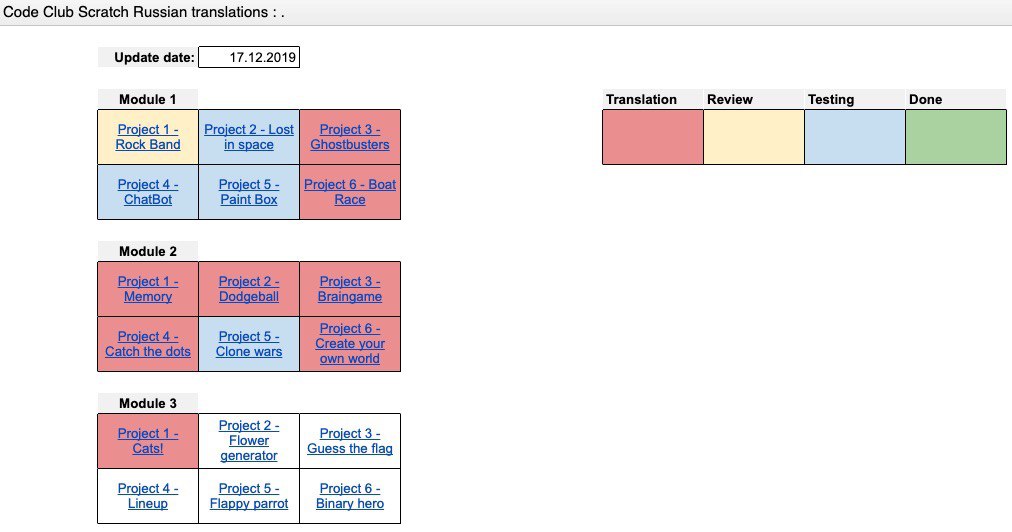 Code Club Scratch Russian translations : .
Update date: 17.12.2019
Module 1
Project 1 -
Rock Band
Project 2 - Lost
in space
Project 3 -
Ghostbusters
Project 4 -
ChatBot
Project 5 -
Paint Box
Project 6 - Boat
Race
Translation Review Testing Done
Module 2
Project 1 -
Memory
Project 2 -
Dodgeball
Project 3 -
Braingame
Project 4 -
Catch the dots
Project 5 -
Clone wars
Project 6 -
Create your
own world
Module 3
Project 1 -
Cats!
Project 2 -
Flower
generator
Project 3 -
Guess the flag
Project 4 -
Lineup
Project 5 -
Flappy parrot
Project 6 -
Binary hero